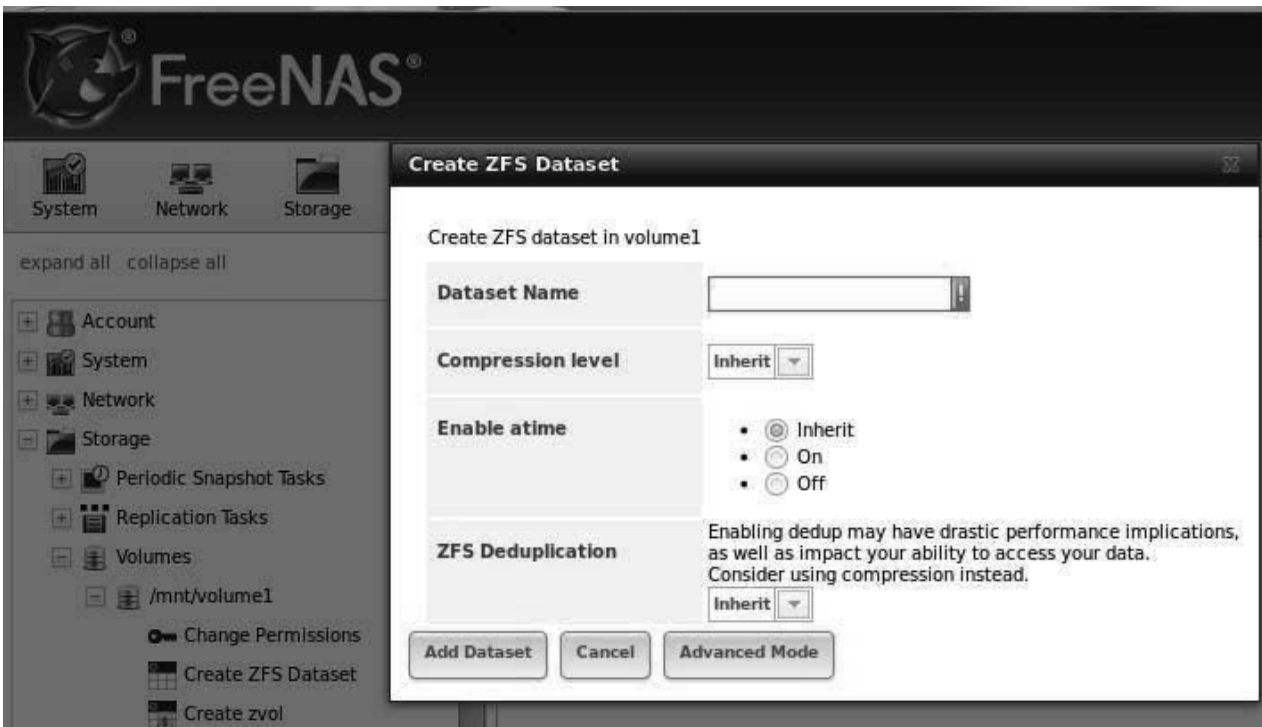 FreeNAS®
System
Network
Storage
expand all collapse all
Account
System
Network
Storage
Periodic Snapshot Tasks
Replication Tasks
Volumes
/mnt/volume1
Change Permissions
Create ZFS Dataset
Create zvol
Create ZFS Dataset
Create ZFS dataset in volume1
Dataset Name
Compression level
Inherit
Enable atime
Inherit
On
Off
ZFS Deduplication
Enabling dedup may have drastic performance implications,
as well as impact your ability to access your data.
Consider using compression instead.
Inherit
Add Dataset
Cancel
Advanced Mode